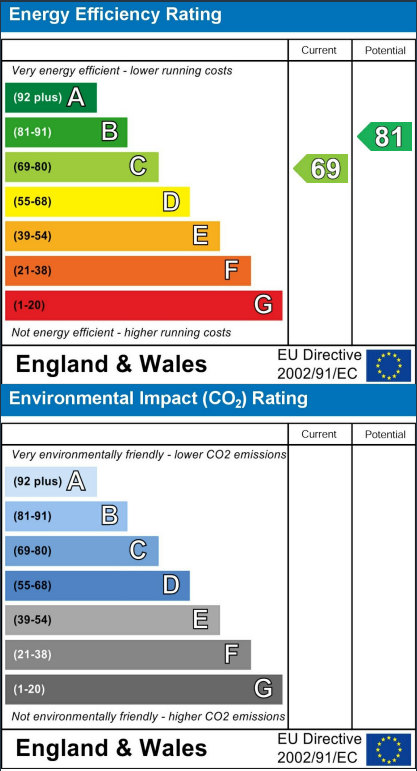 Energy Efficiency Rating
Current Potential
Very energy efficient - lower running costs
(92 plus) A
(81-91) B
81
(69-80) C
69
(55-68) D
(39-54) E
(21-38) F
(1-20) G
Not energy efficient - higher running costs
England & Wales
EU Directive
2002/91/EC
Environmental Impact (CO₂) Rating
Current Potential
Very environmentally friendly - lower CO2 emissions
(92 plus) A
(81-91) B
(69-80) C
(55-68) D
(39-54) E
(21-38) F
(1-20) G
Not environmentally friendly - higher CO2 emissions
England & Wales
EU Directive
2002/91/EC